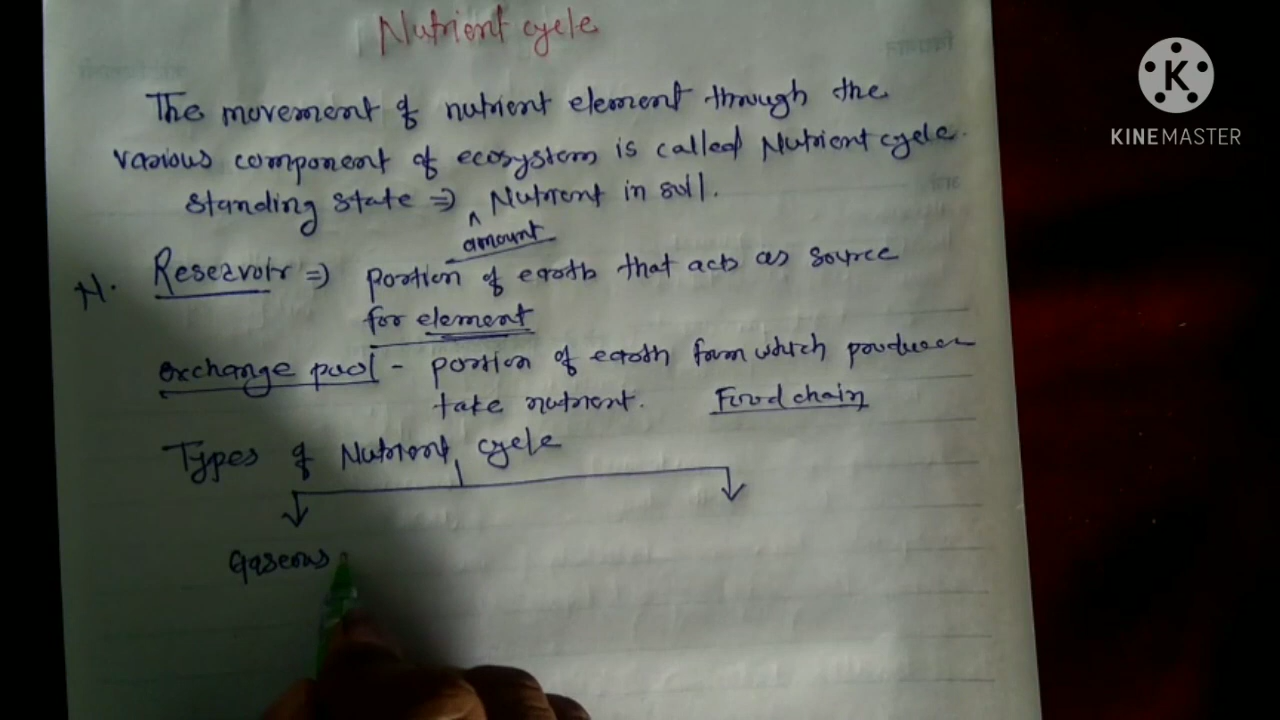 Nutrient cycle
The movement of nutrient element through the
various component of ecosystem is called Nutrient cycle.
standing state ⇒ ^ Nutrient in soil.
amount
N. Reservoir ⇒ portion of earth that acts as source
for element
exchange pool - portion of earth from which producer
take nutrient. Food chain
Types of Nutrient cycle
Gaseous
K
KINEMASTER